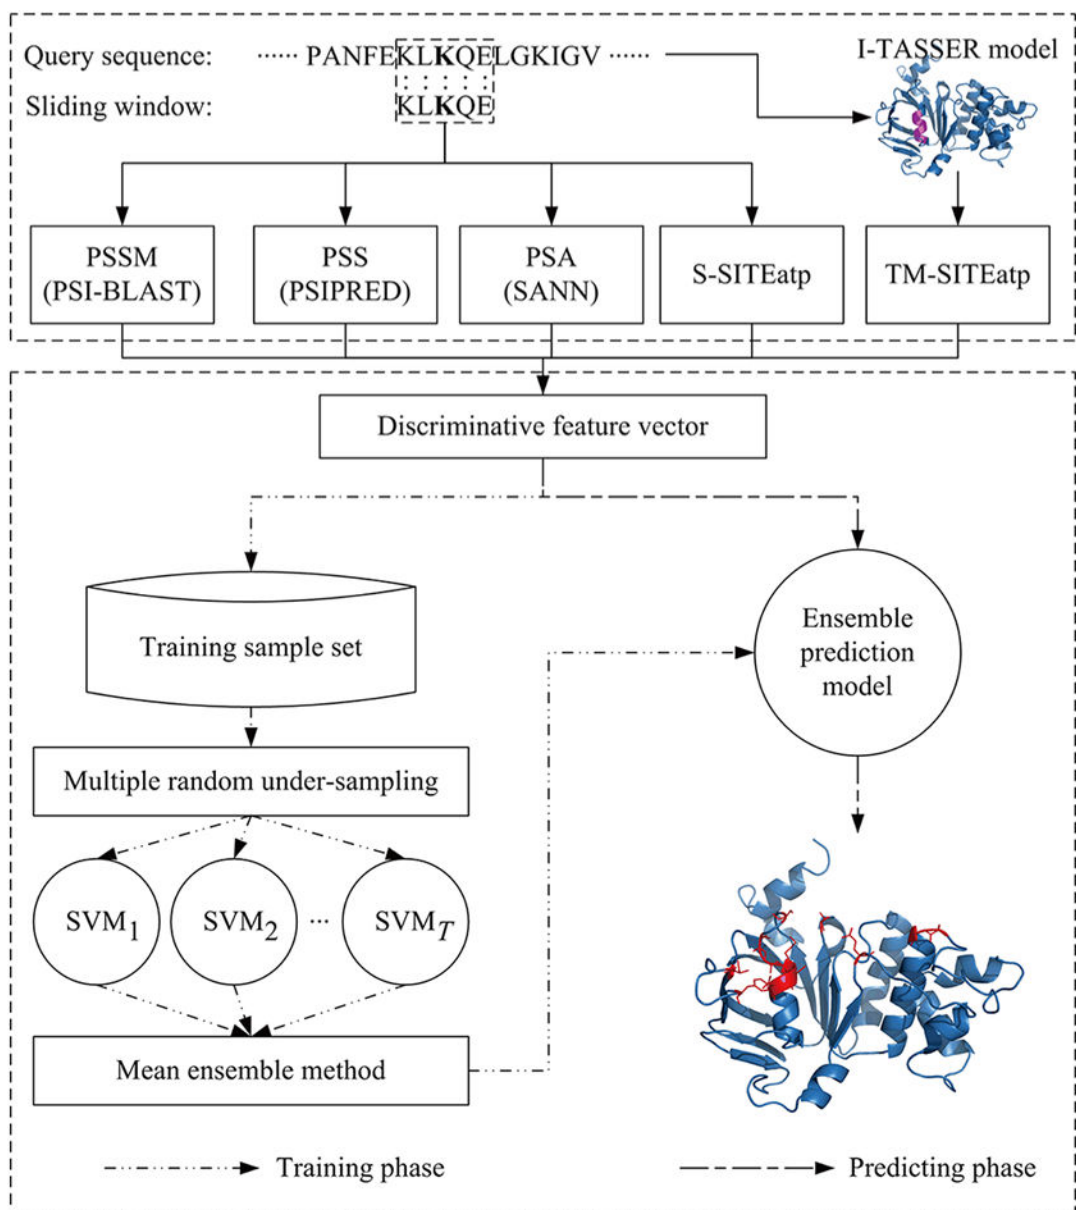 Query sequence: ······ PANFEKLKQELGKIGV ······
I-TASSER model
Sliding window: KLKQE
PSSM
(PSI-BLAST)
PSS
(PSIPRED)
PSA
(SANN)
S-SITEatp
TM-SITEatp
Discriminative feature vector
Training sample set
Ensemble
prediction
model
Multiple random under-sampling
SVM1 SVM2 ··· SVMT
Mean ensemble method
Training phase
Predicting phase